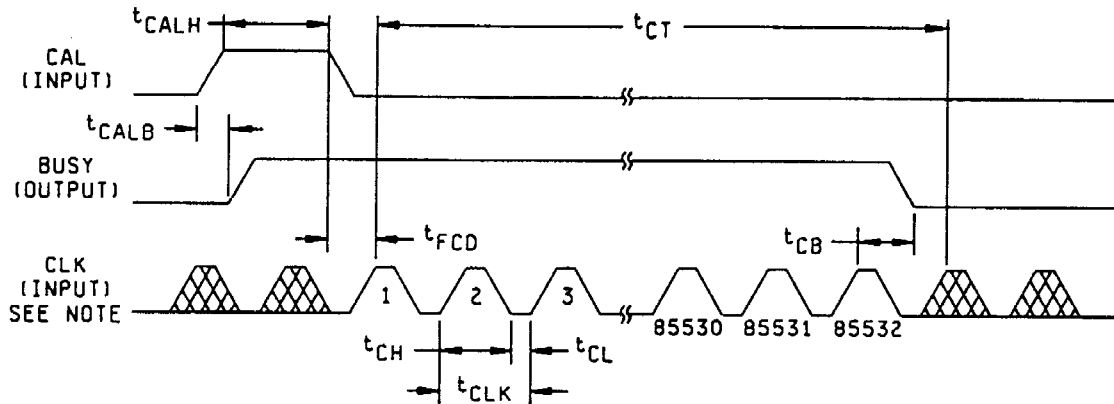 tCALH
tCT
CAL
(INPUT)
tCALB
BUSY
(OUTPUT)
tFCD
tCB
CLK
(INPUT)
SEE NOTE
1
2
3
85530
85531
85532
tCH
tCL
tCLK